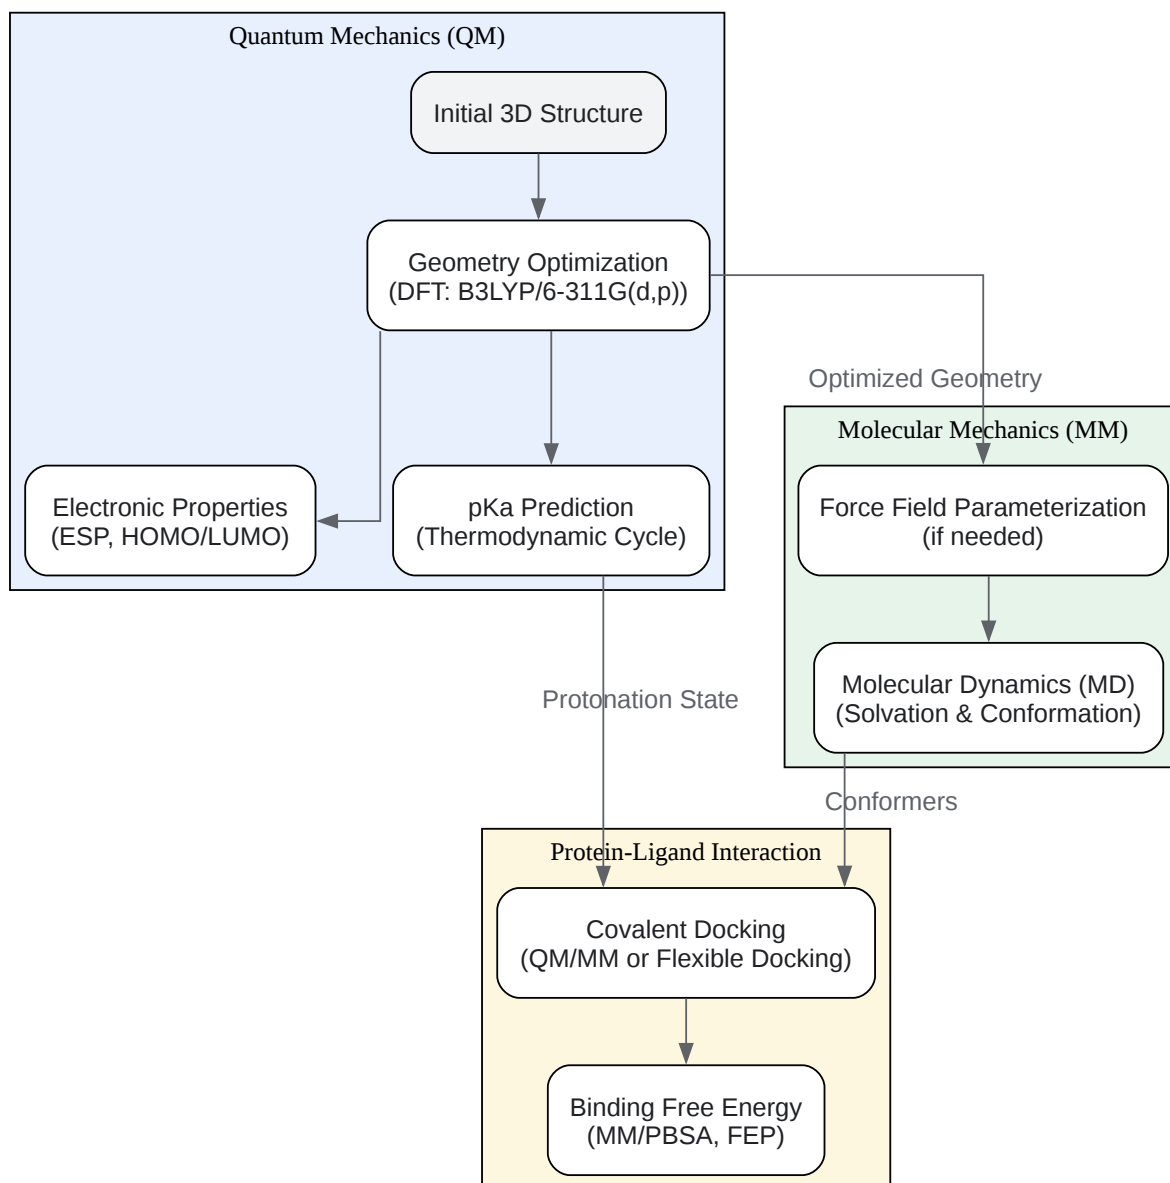 Quantum Mechanics (QM)
Initial 3D Structure
Geometry Optimization
(DFT: B3LYP/6-311G(d,p))
Optimized Geometry
Molecular Mechanics (MM)
Electronic Properties
(ESP, HOMO/LUMO)
pKa Prediction
(Thermodynamic Cycle)
Force Field Parameterization
(if needed)
Protonation State
Molecular Dynamics (MD)
(Solvation & Conformation)
Conformers
Protein-Ligand Interaction
Covalent Docking
(QM/MM or Flexible Docking)
Binding Free Energy
(MM/PBSA, FEP)